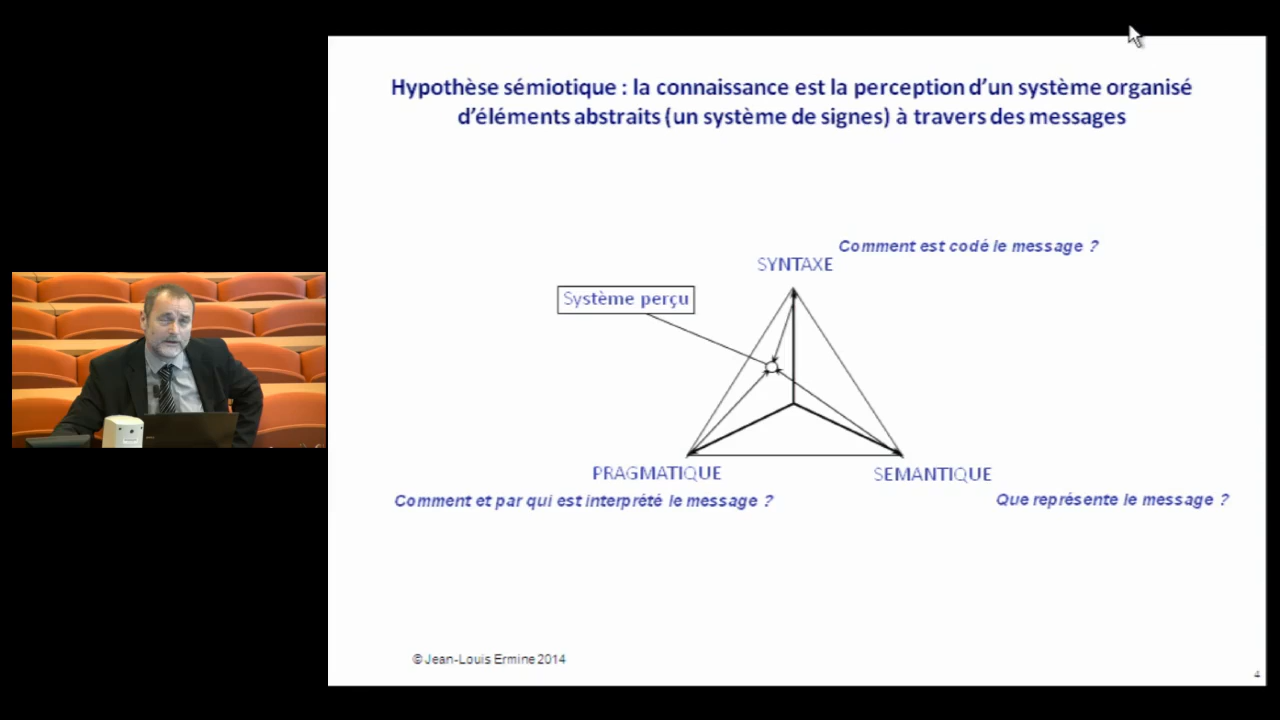 Hypothèse sémiotique : la connaissance est la perception d'un système organisé
d'éléments abstraits (un système de signes) à travers des messages
Comment est codé le message ?
SYNTAXE
Système perçu
PRAGMATIQUE
SEMANTIQUE
Comment et par qui est interprété le message ?
Que représente le message ?
© Jean-Louis Ermine 2014
4